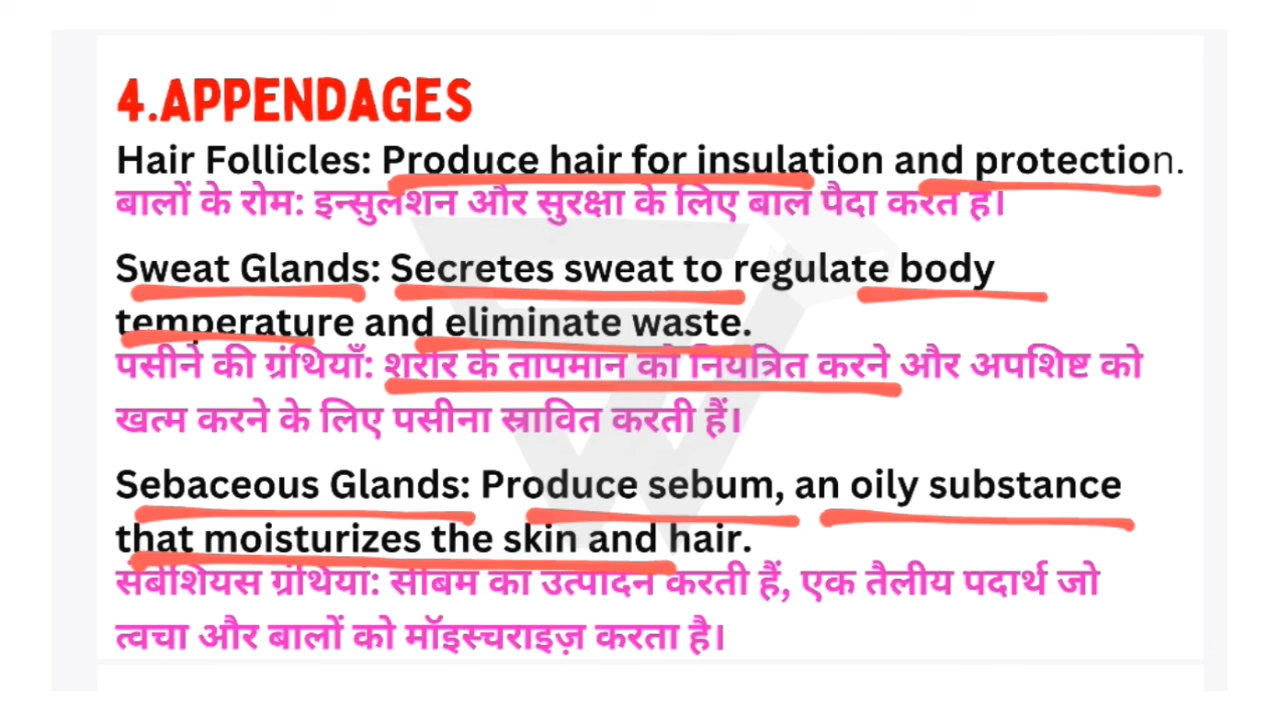 4.APPENDAGES
Hair Follicles: Produce hair for insulation and protection.
बालों के रोम: इन्सुलेशन और सुरक्षा के लिए बाल पैदा करते हैं।
Sweat Glands: Secretes sweat to regulate body
temperature and eliminate waste.
पसीने की ग्रंथियाँ: शरीर के तापमान को नियंत्रित करने और अपशिष्ट को
खत्म करने के लिए पसीना स्रावित करती हैं।
Sebaceous Glands: Produce sebum, an oily substance
that moisturizes the skin and hair.
सेबेशियस ग्रंथियां: सीबम का उत्पादन करती हैं, एक तैलीय पदार्थ जो
त्वचा और बालों को मॉइस्चराइज़ करता है।